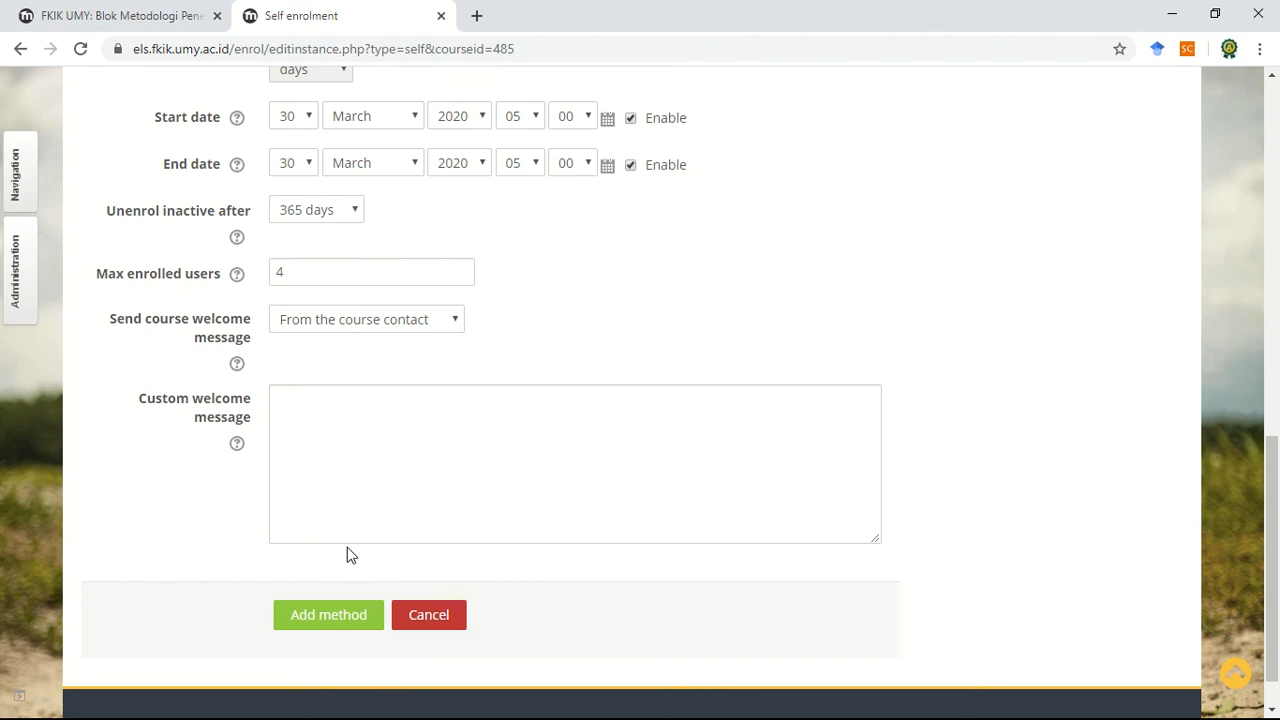 FKIK UMY: Blok Metodologi Pene
Self enrolment
els.fkik.umy.ac.id/enrol/editinstance.php?type=self&courseid=485
SC
days
Start date 30 March 2020 05 00 Enable
End date 30 March 2020 05 00 Enable
Unenrol inactive after 365 days
Max enrolled users 4
Send course welcome From the course contact
message
Custom welcome
message
Add method Cancel
Navigation
Administration